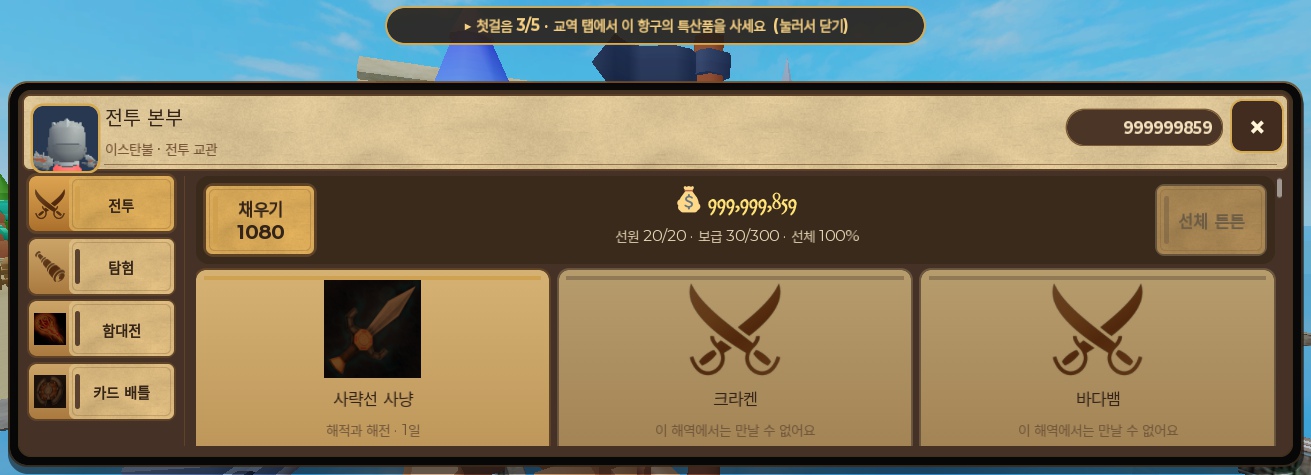 ▸ 첫걸음 3/5 · 교역 탭에서 이 항구의 특산품을 사세요 (눌러서 닫기)
전투 본부
이스탄불 · 전투 교관
999999859
×
전투
탐험
함대전
카드 배틀
채우기
1080
999,999,859
선원 20/20 · 보급 30/300 · 선체 100%
선체 튼튼
사략선 사냥
해적과 해전 · 1일
크라켄
이 해역에서는 만날 수 없어요
바다뱀
이 해역에서는 만날 수 없어요